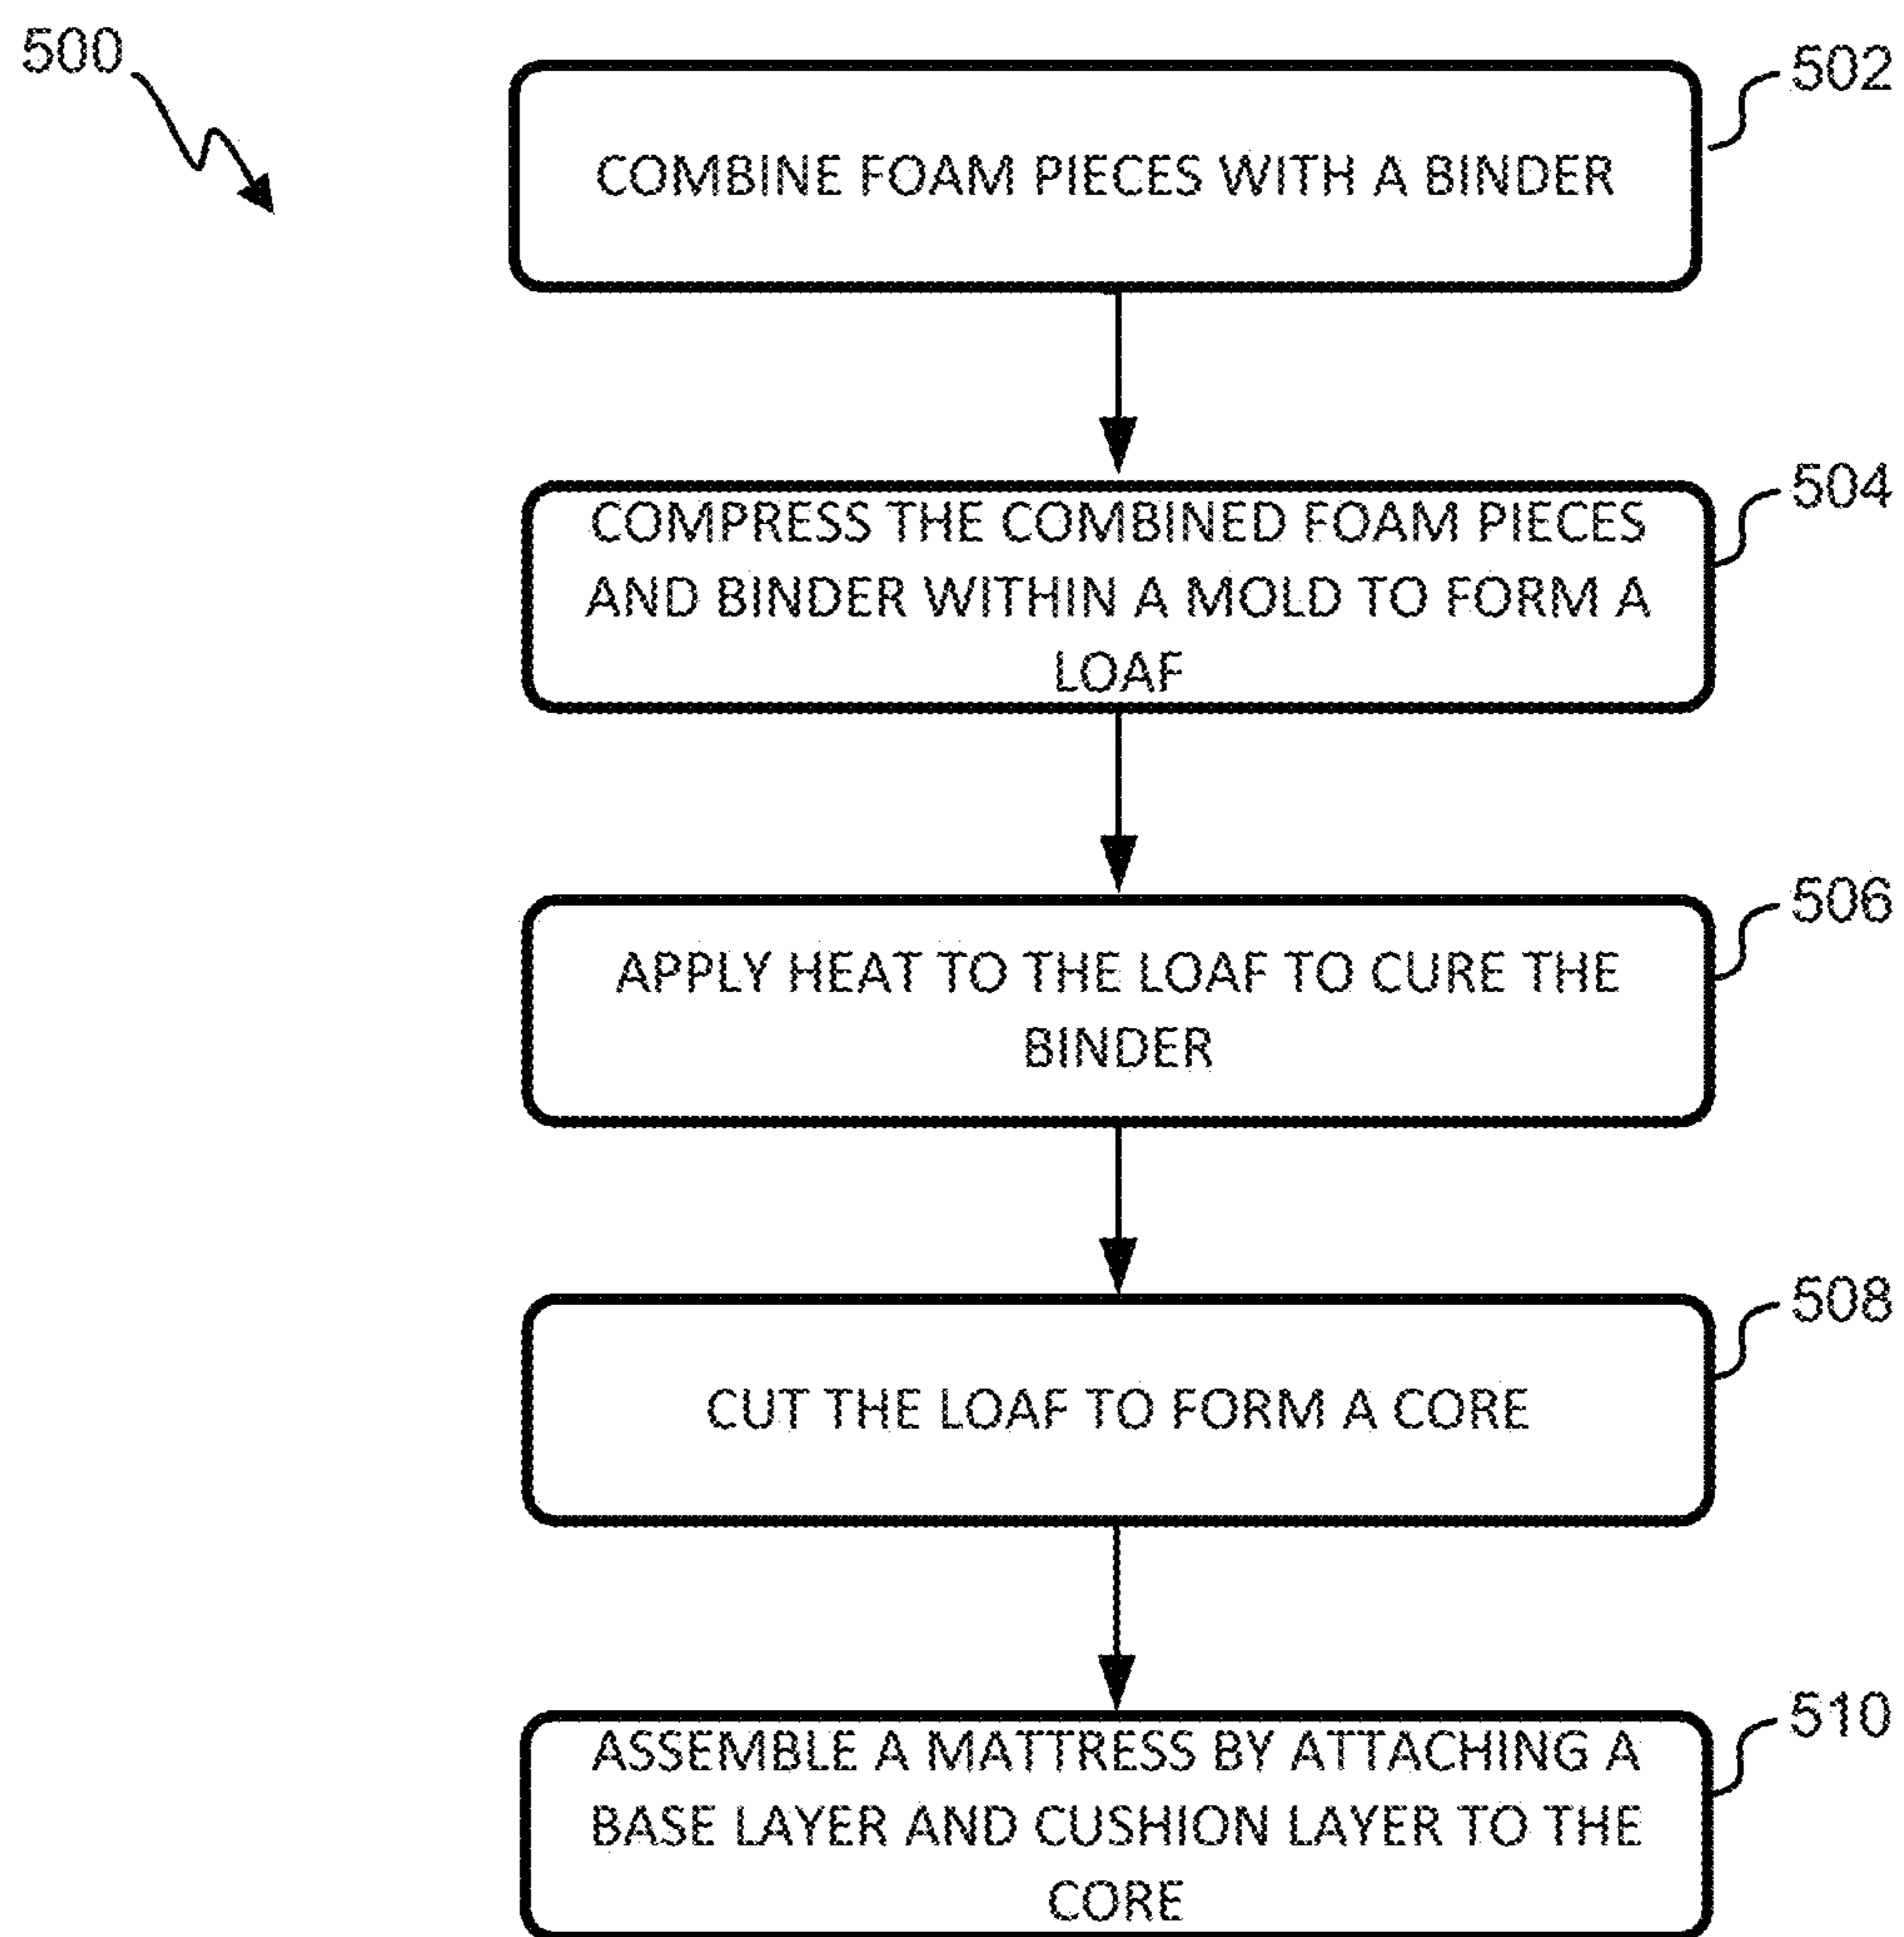 500
502
COMBINE FOAM PIECES WITH A BINDER
504
COMPRESS THE COMBINED FOAM PIECES
AND BINDER WITHIN A MOLD TO FORM A
LOAF
506
APPLY HEAT TO THE LOAF TO CURE THE
BINDER
508
CUT THE LOAF TO FORM A CORE
510
ASSEMBLE A MATTRESS BY ATTACHING A
BASE LAYER AND CUSHION LAYER TO THE
CORE